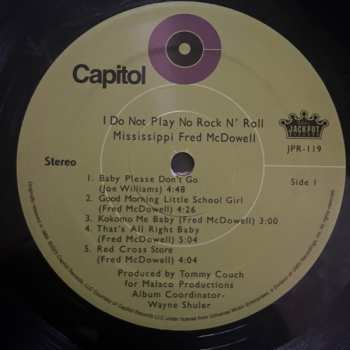 Capitol
I Do Not Play No Rock N' Roll
Mississippi Fred McDowell
JACKPOT
JPR-119
Stereo
Side 1
1. Baby Please Don't Go
(Joe Williams) 4:48
2. Good Morning Little School Girl
(Fred McDowell) 4:26
3. Kokomo Me Baby (Fred McDowell) 3:00
4. That's All Right Baby
(Fred McDowell) 5:04
5. Red Cross Store
(Fred McDowell) 4:04
Produced by Tommy Couch
for Malaco Productions
Album Coordinator-
Wayne Shuler